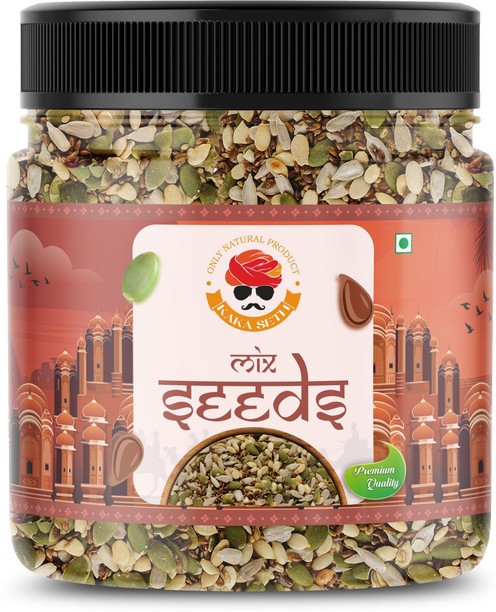 ONLY NATURAL PRODUCT
KAKA SETH
mix
SEEDS
Premium
Quality